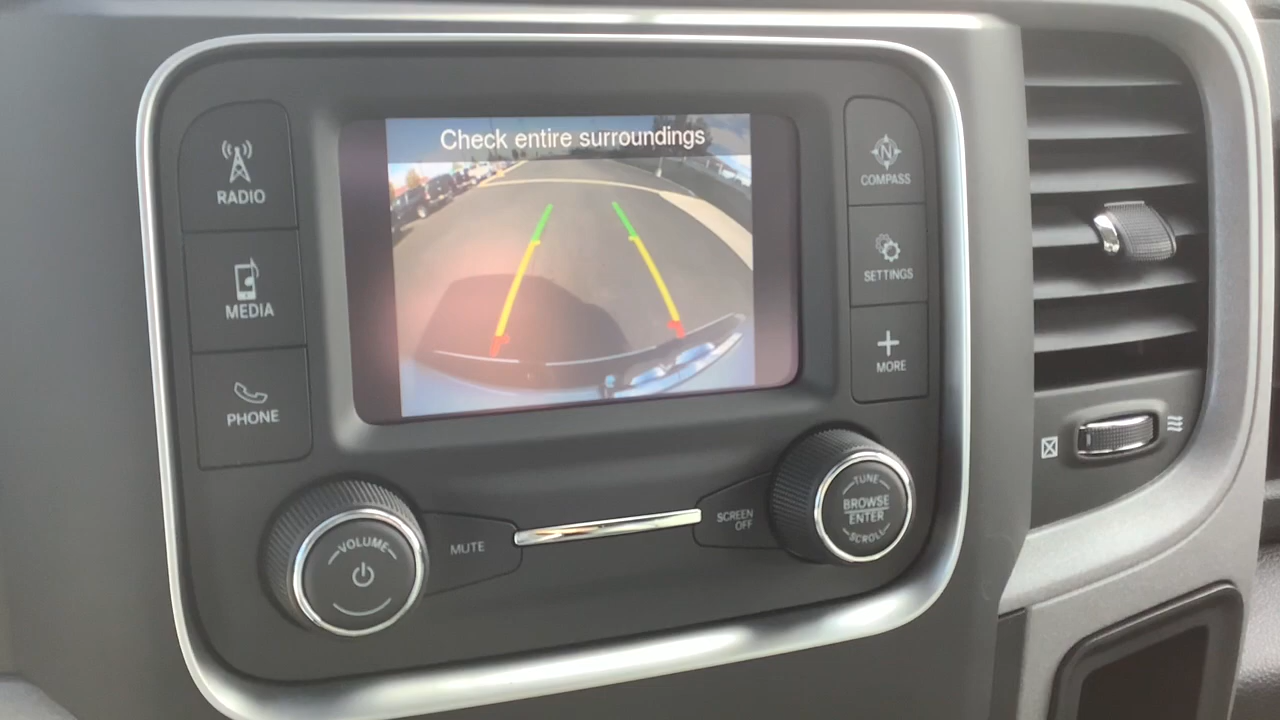 Check entire surroundings
RADIO
MEDIA
PHONE
N
COMPASS
SETTINGS
MORE
VOLUME
MUTE
SCREEN
OFF
TUNE
BROWSE
ENTER
SCROLL